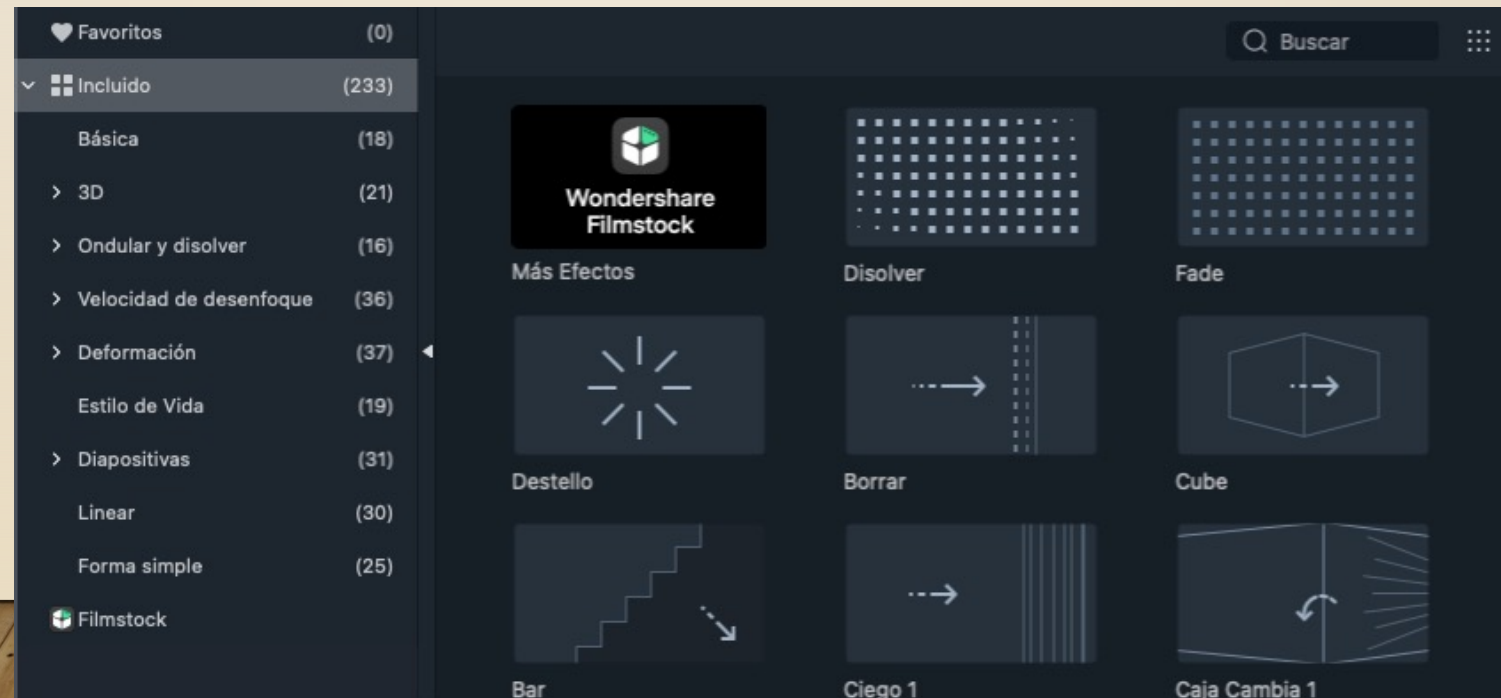 Favoritos (0)
Incluido (233)
Básica (18)
3D (21)
Ondular y disolver (16)
Velocidad de desenfoque (36)
Deformación (37)
Estilo de Vida (19)
Diapositivas (31)
Linear (30)
Forma simple (25)
Filmstock
Buscar
Wondershare
Filmstock
Más Efectos
Disolver
Fade
Destello
Borrar
Cube
Bar
Ciego 1
Caja Cambia 1